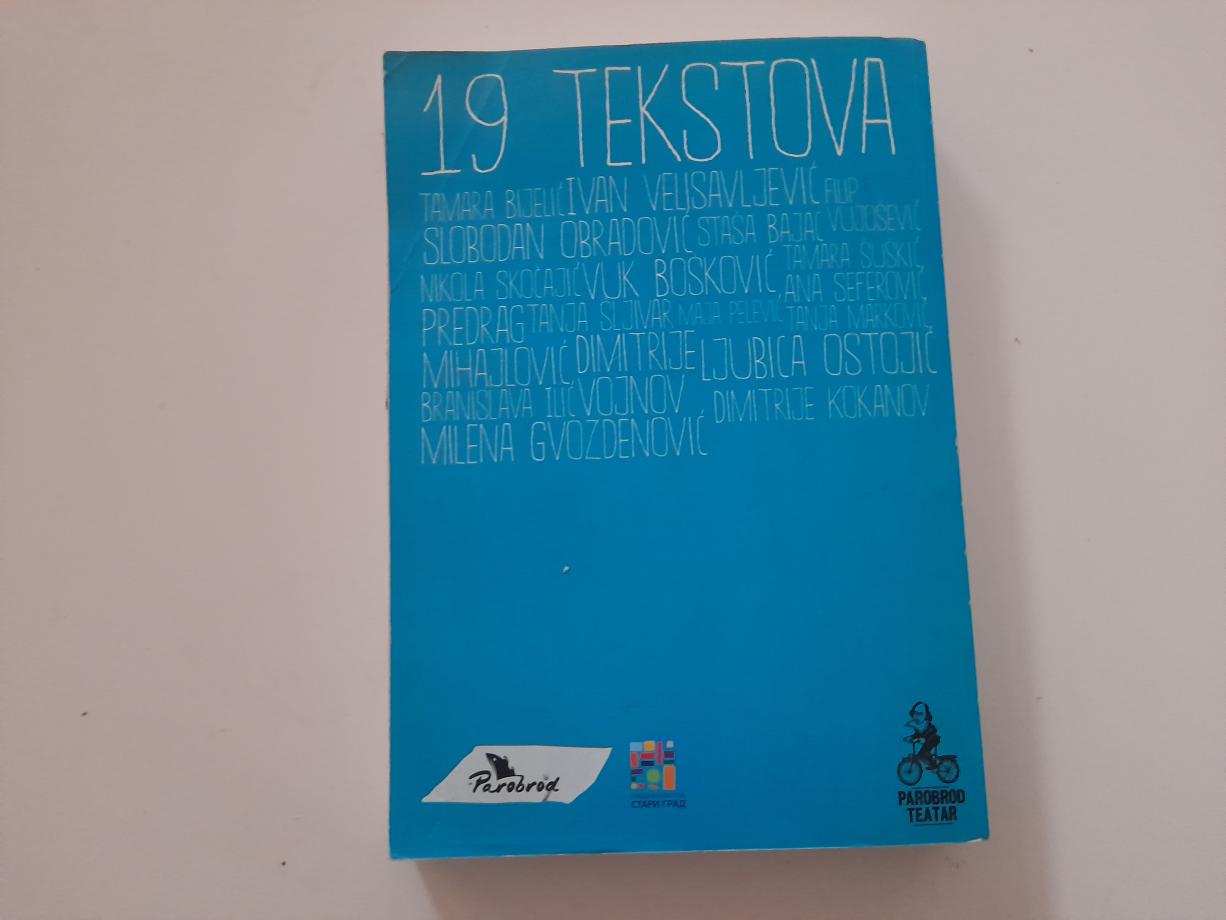 19 TEKSTOVA
TAMARA BIJELIĆ IVAN VELISAVLJEVIĆ FILIP
SLOBODAN OBRADOVIĆ STAŠA BAJAC VUJOŠEVIĆ
NIKOLA SKOČAJIĆ VUK BOŠKOVIĆ TAMARA ŠUŠKIĆ
ANA SEFEROVIĆ
PREDRAG TANJA ŠLJIVAR MAJA PELEVIĆ TANJA MARKOVIĆ
MIHAJLOVIĆ DIMITRIJE LJUBICA OSTOJIĆ
BRANISLAVA ILIĆ VOJNOV DIMITRIJE KOKANOV
MILENA GVOZDENOVIĆ
Parobrod
СТАРИ ГРАД
PAROBROD
TEATAR